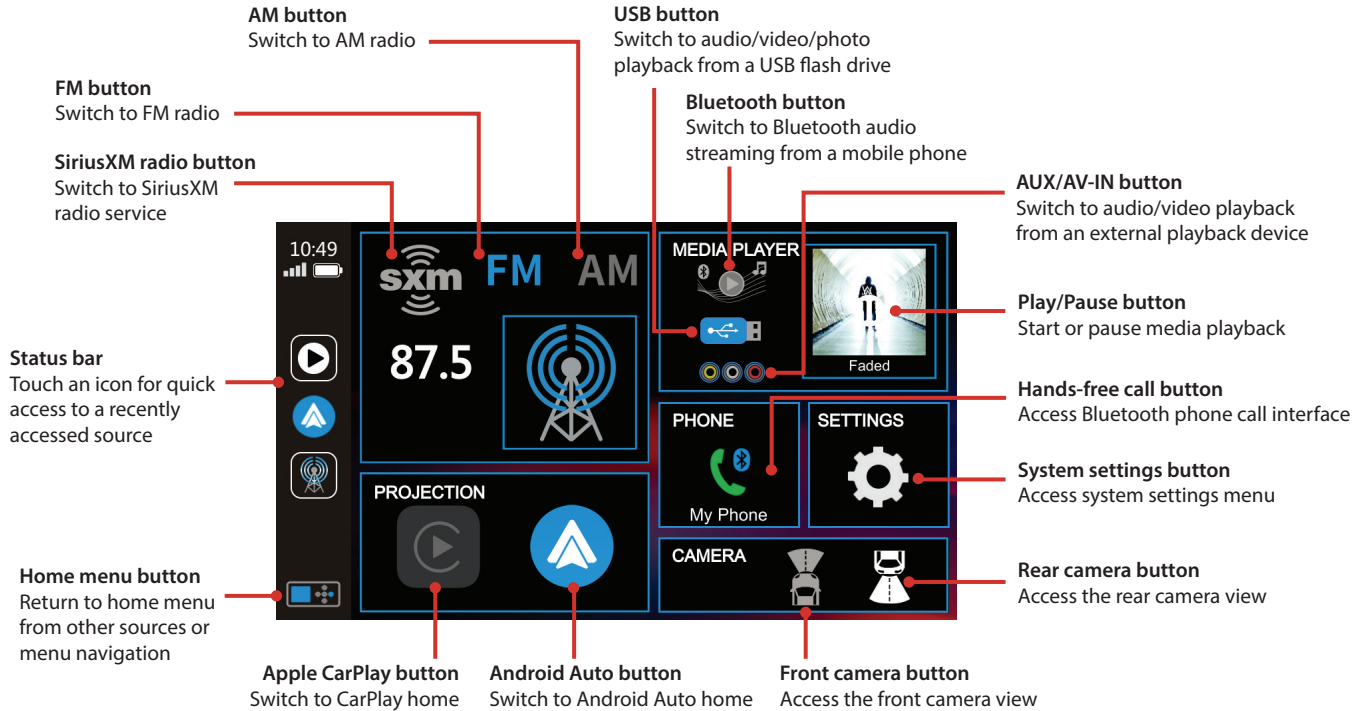 AM button
Switch to AM radio
USB button
Switch to audio/video/photo
playback from a USB flash drive
FM button
Switch to FM radio
Bluetooth button
Switch to Bluetooth audio
streaming from a mobile phone
SiriusXM radio button
Switch to SiriusXM
radio service
AUX/AV-IN button
Switch to audio/video playback
from an external playback device
10:49
sxm
FM
AM
87.5
MEDIA PLAYER
Faded
Play/Pause button
Start or pause media playback
Status bar
Touch an icon for quick
access to a recently
accessed source
Hands-free call button
Access Bluetooth phone call interface
PHONE
My Phone
SETTINGS
System settings button
Access system settings menu
PROJECTION
CAMERA
Rear camera button
Access the rear camera view
Home menu button
Return to home menu
from other sources or
menu navigation
Apple CarPlay button
Switch to CarPlay home
Android Auto button
Switch to Android Auto home
Front camera button
Access the front camera view